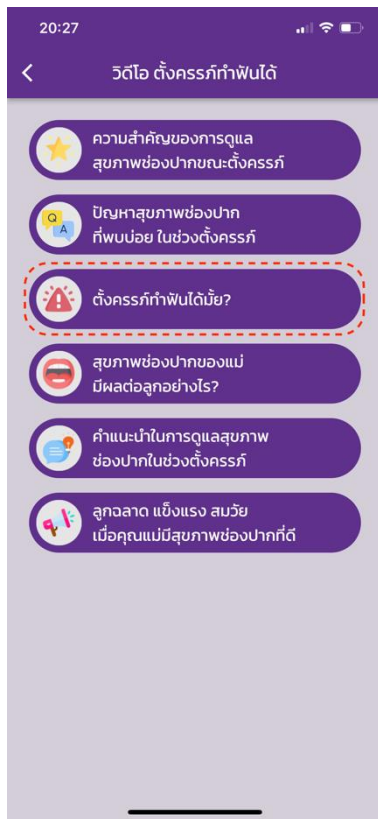 20:27
วิดีโอ ตั้งครรภ์ทำฟันได้
ความสำคัญของการดูแล
สุขภาพช่องปากขณะตั้งครรภ์
Q
A
ปัญหาสุขภาพช่องปาก
ที่พบบ่อย ในช่วงตั้งครรภ์
ตั้งครรภ์ทำฟันได้มั้ย?
สุขภาพช่องปากของแม่
มีผลต่อลูกอย่างไร?
คำแนะนำในการดูแลสุขภาพ
ช่องปากในช่วงตั้งครรภ์
ลูกฉลาด แข็งแรง สมวัย
เมื่อคุณแม่มีสุขภาพช่องปากที่ดี